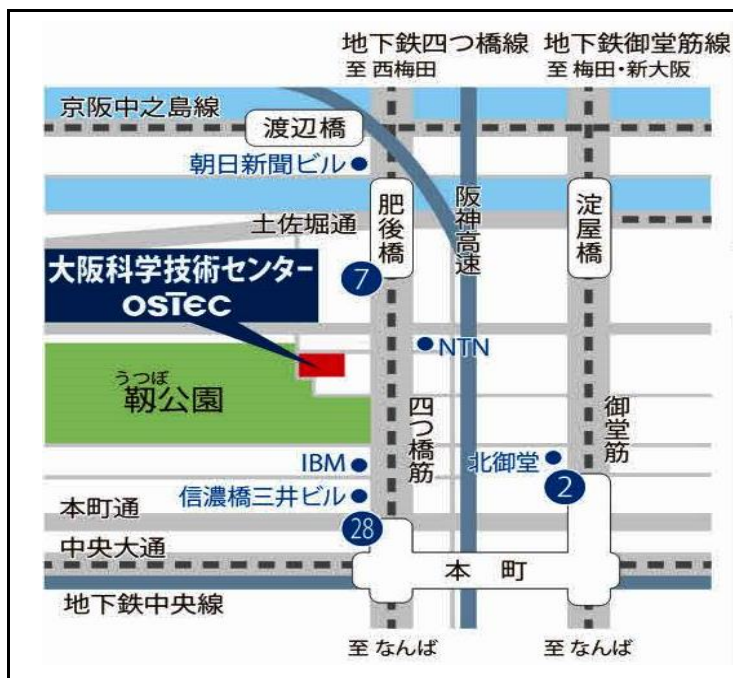 地下鉄四つ橋線
至 西梅田
地下鉄御堂筋線
至 梅田・新大阪
京阪中之島線
渡辺橋
朝日新聞ビル
肥後橋
阪神高速
淀屋橋
土佐堀通
大阪科学技術センター
OSTEC
7
NTN
うつぼ
靱公園
四つ橋筋
御堂筋
IBM
北御堂
2
信濃橋三井ビル
本町通
28
中央大通
本町
地下鉄中央線
至 なんば
至 なんば